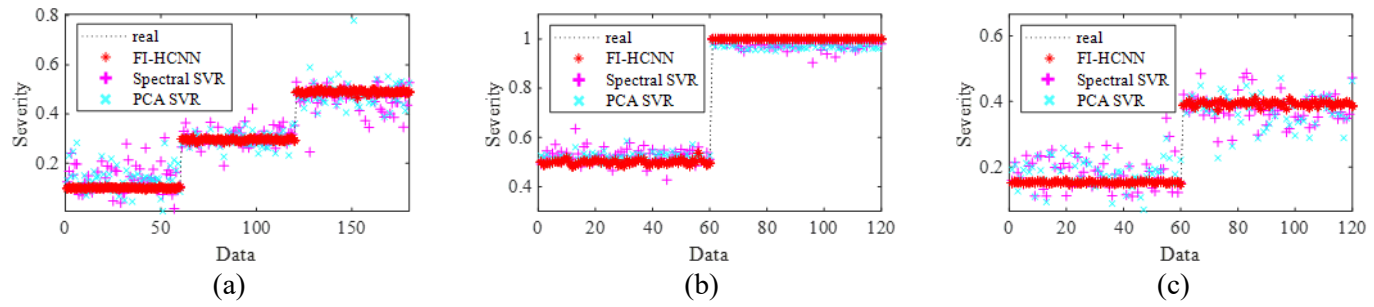 0.8
0.6
0.4
0.2
Severity
real
FI-HCNN
Spectral SVR
PCA SVR
0 50 100 150
Data
(a)
1
0.8
0.6
0.4
Severity
real
FI-HCNN
Spectral SVR
PCA SVR
0 20 40 60 80 100 120
Data
(b)
0.6
0.4
0.2
Severity
real
FI-HCNN
Spectral SVR
PCA SVR
0 20 40 60 80 100 120
Data
(c)